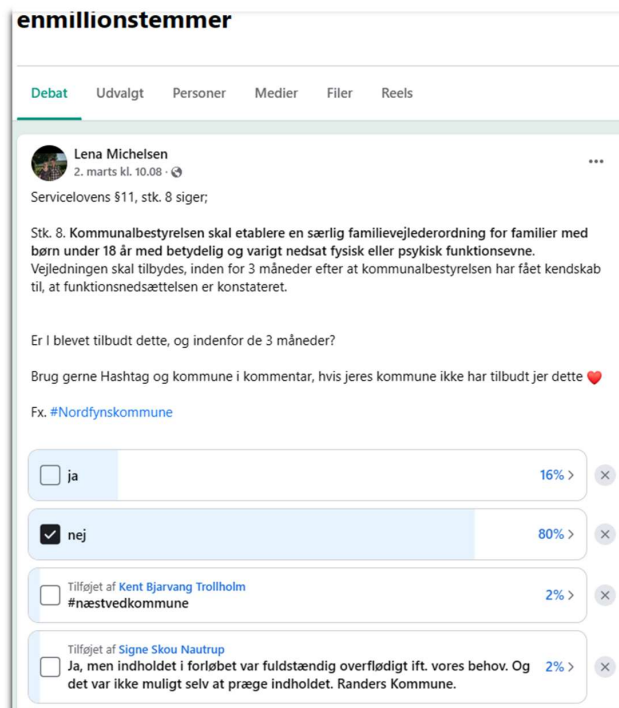 enmillionstemmer
Debat Udvalgt Personer Medier Filer Reels
Lena Michelsen
2. marts kl. 10.08 ·
Servicelovens §11, stk. 8 siger;
Stk. 8. Kommunalbestyrelsen skal etablere en særlig familievejlederordning for familier med
børn under 18 år med betydelig og varigt nedsat fysisk eller psykisk funktionsevne.
Vejledningen skal tilbydes, inden for 3 måneder efter at kommunalbestyrelsen har fået kendskab
til, at funktionsnedsættelsen er konstateret.
Er I blevet tilbudt dette, og indenfor de 3 måneder?
Brug gerne Hashtag og kommune i kommentar, hvis jeres kommune ikke har tilbudt jer dette ♥️
Fx. #Nordfynskommune
ja 16% >
nej 80% >
Tilføjet af Kent Bjarvang Trollholm
#næstvedkommune 2% >
Tilføjet af Signe Skou Nautrup
Ja, men indholdet i forløbet var fuldstændig overflødigt ift. vores behov. Og 2% >
det var ikke muligt selv at præge indholdet. Randers Kommune.